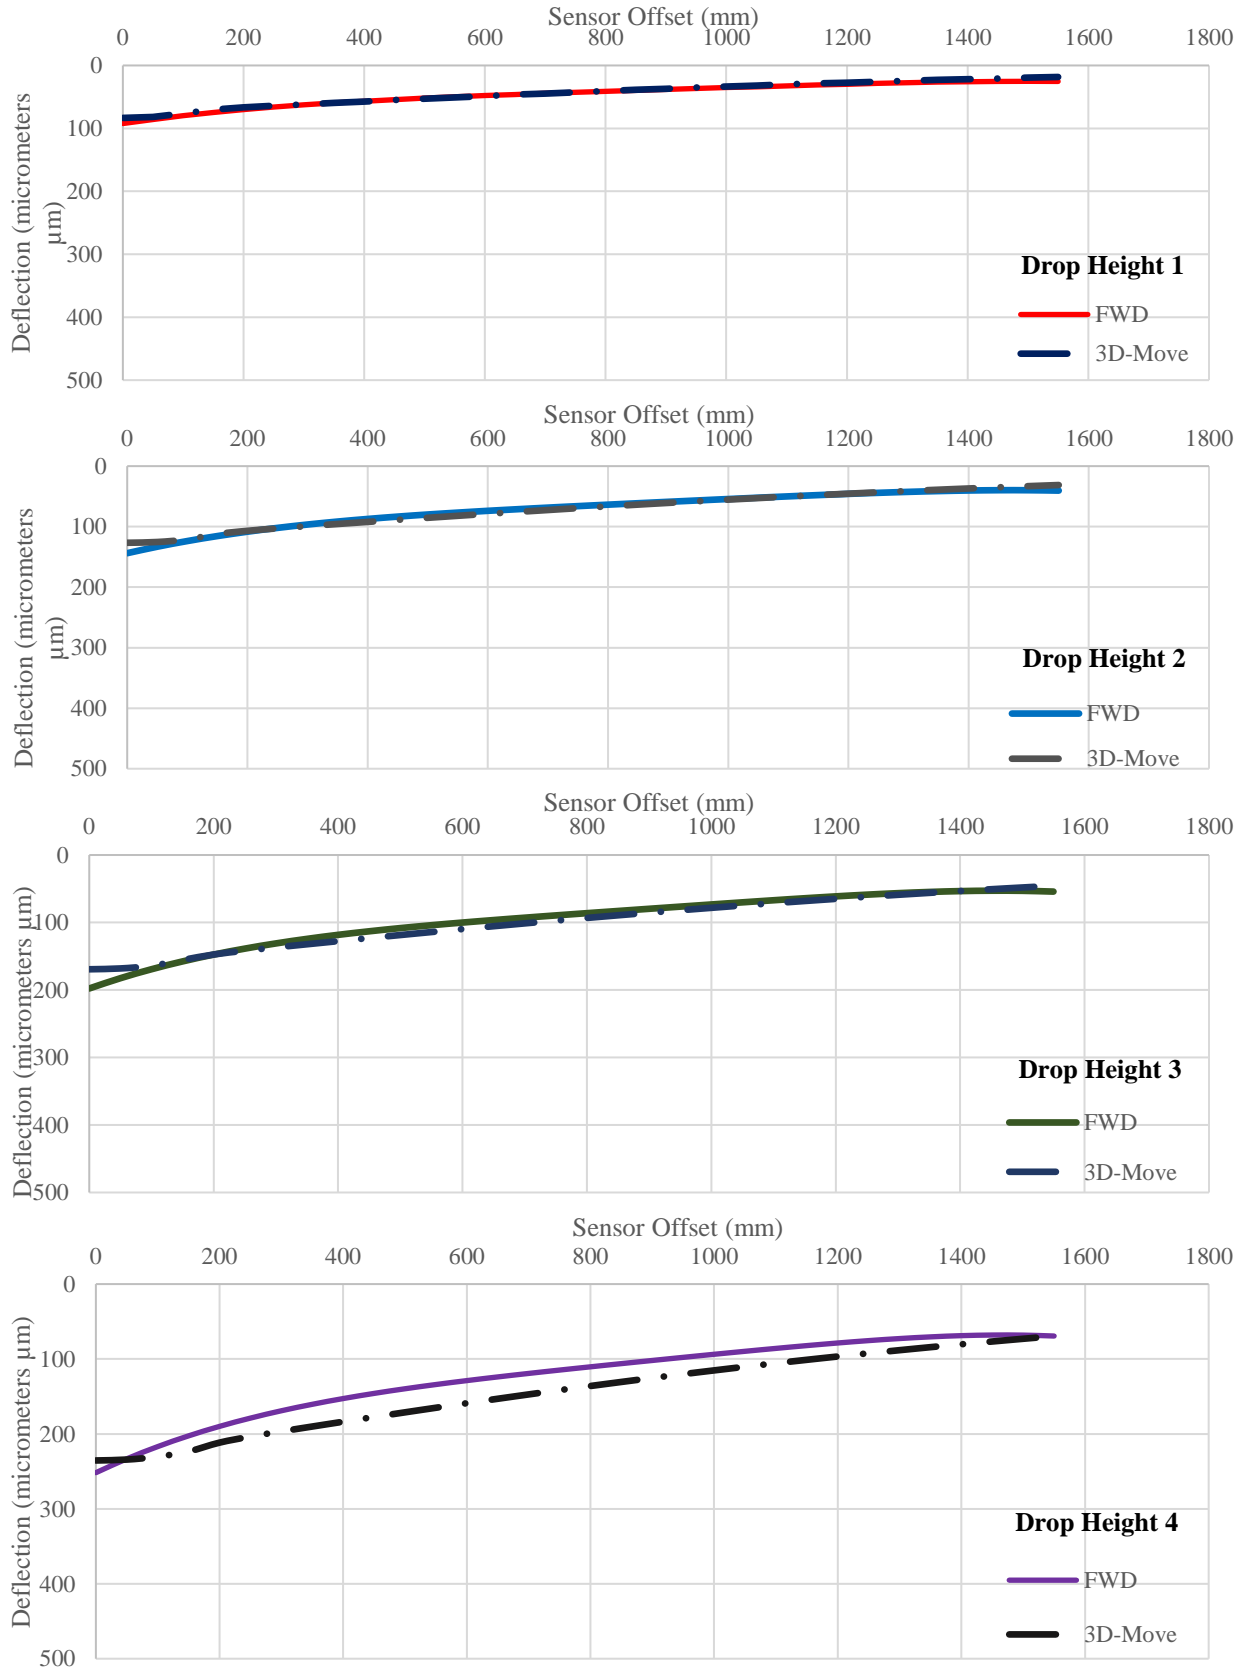 Sensor Offset (mm)
0 200 400 600 800 1000 1200 1400 1600 1800
0
100
200
300
400
500
Deflection (micrometers
µm)
Drop Height 1
FWD
3D-Move
Sensor Offset (mm)
0 200 400 600 800 1000 1200 1400 1600 1800
0
100
200
300
400
500
Deflection (micrometers
µm)
Drop Height 2
FWD
3D-Move
Sensor Offset (mm)
0 200 400 600 800 1000 1200 1400 1600 1800
0
100
200
300
400
500
Deflection (micrometers µm)
Drop Height 3
FWD
3D-Move
Sensor Offset (mm)
0 200 400 600 800 1000 1200 1400 1600 1800
0
100
200
300
400
500
Deflection (micrometers µm)
Drop Height 4
FWD
3D-Move